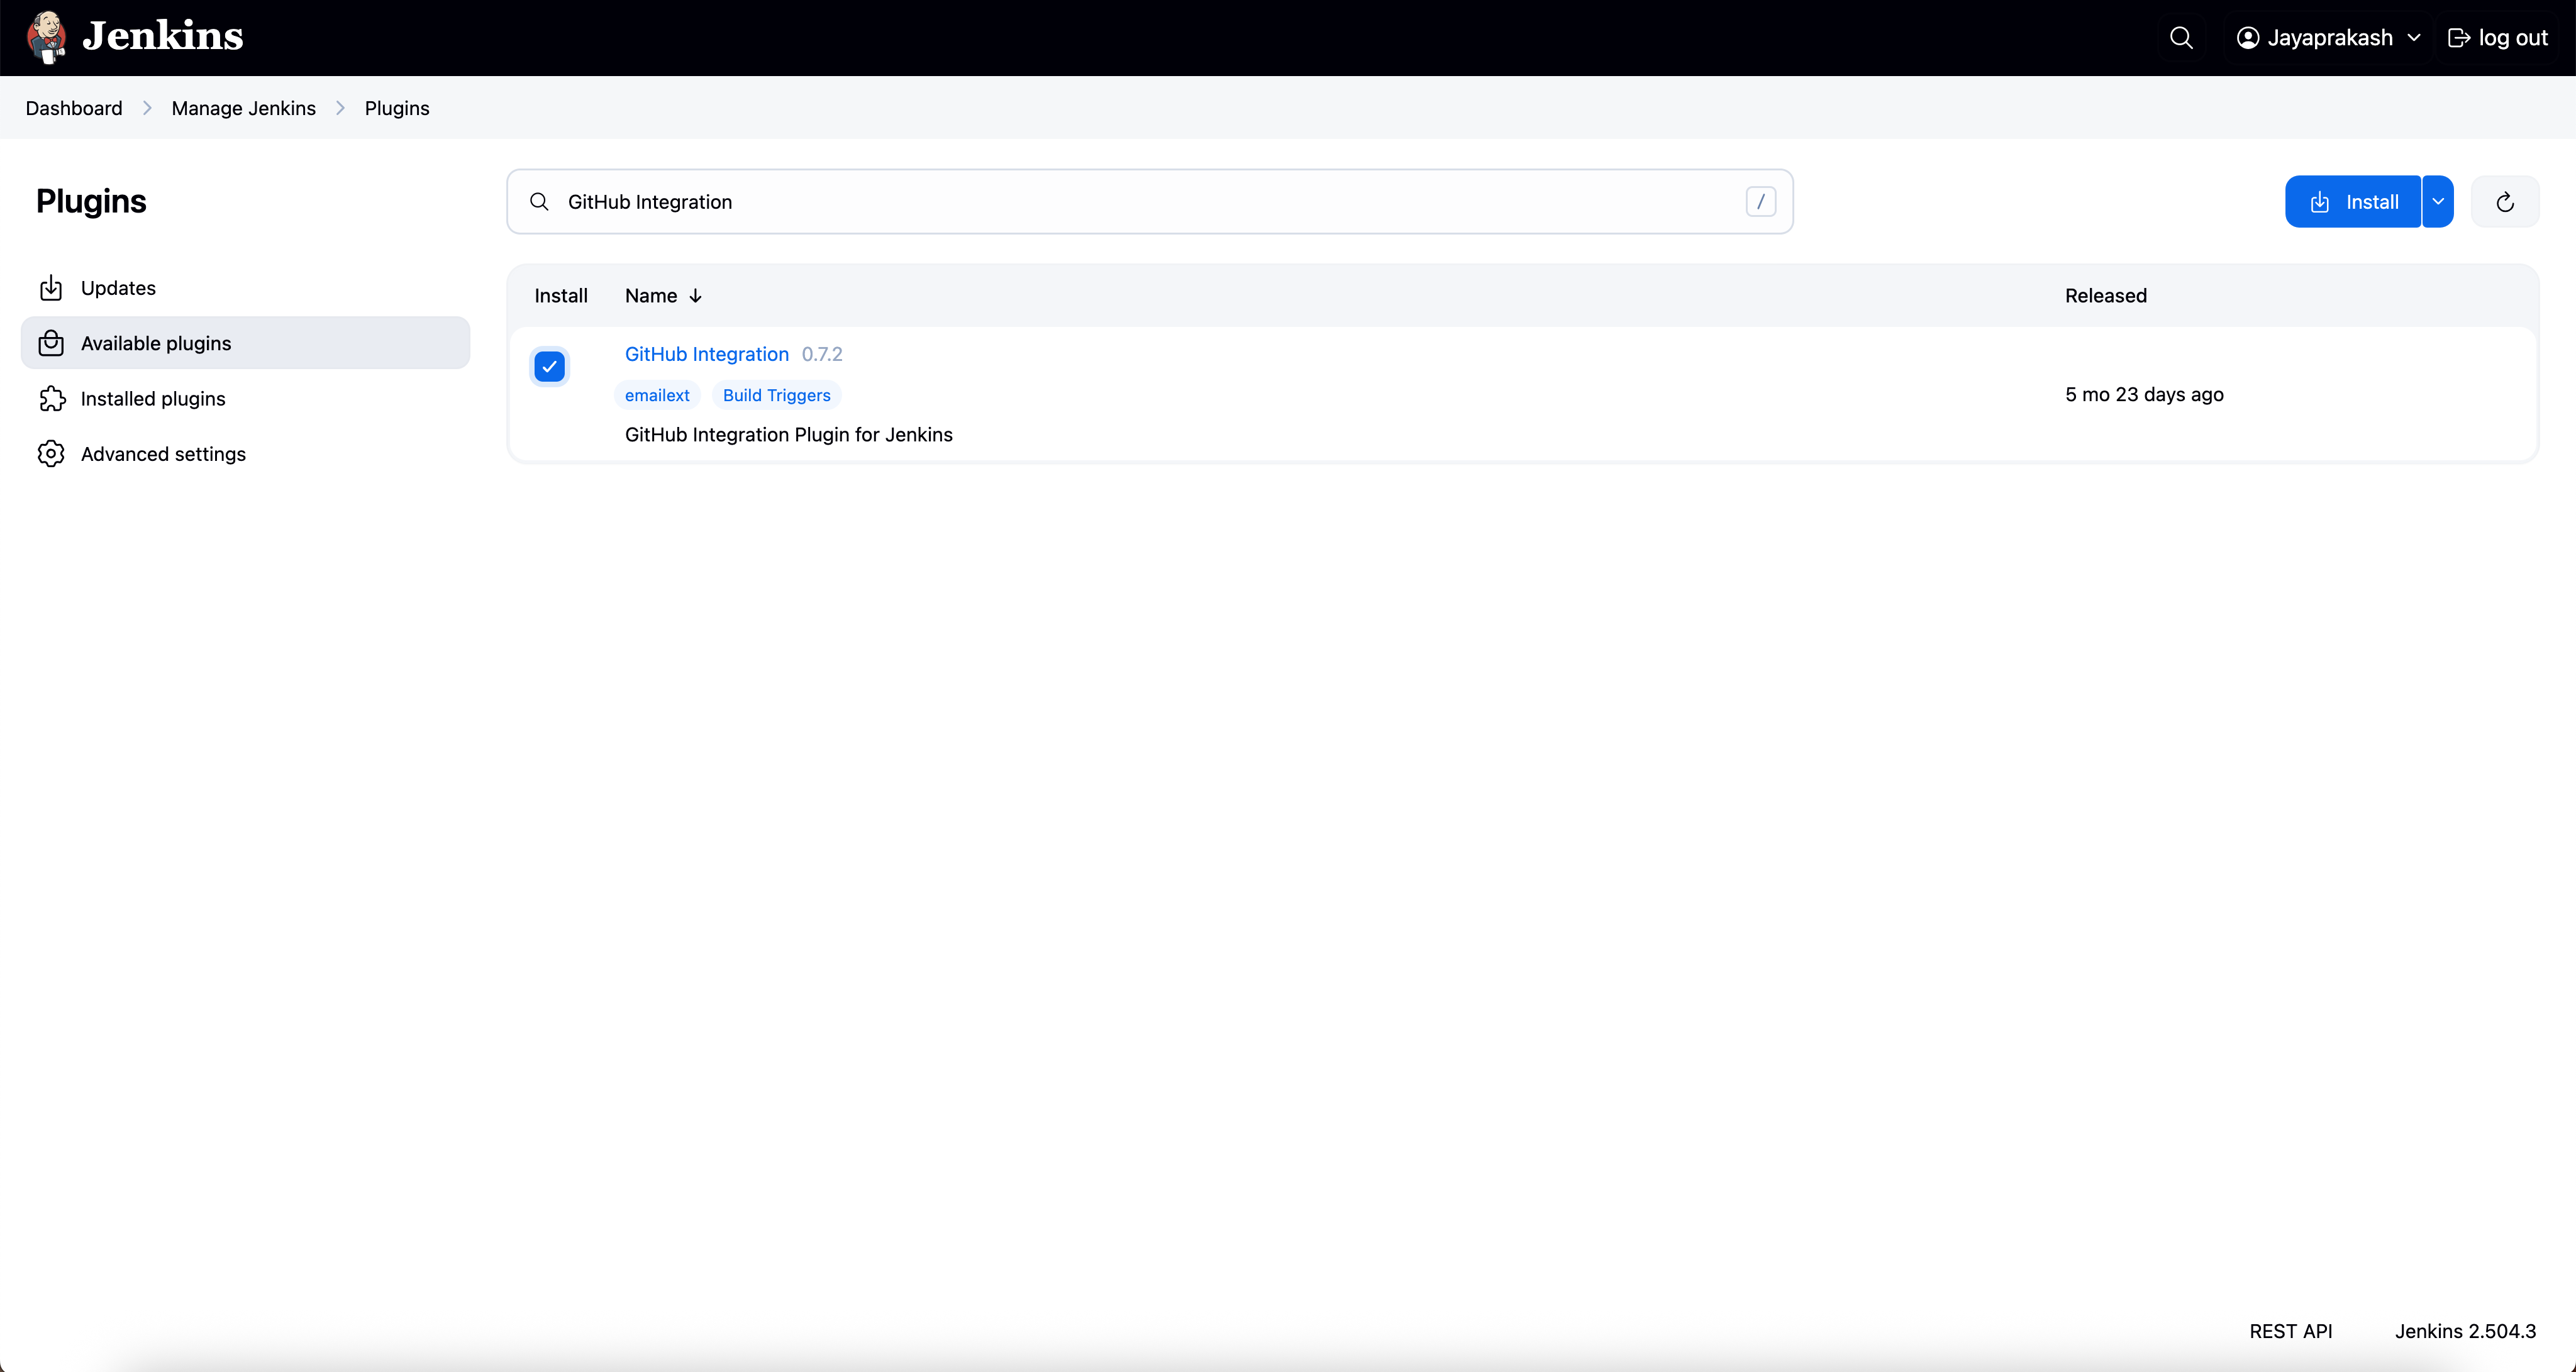 Jenkins
Jayaprakash
log out
Dashboard Manage Jenkins Plugins
Plugins
GitHub Integration /
Install
Updates
Available plugins
Installed plugins
Advanced settings
Install Name Released
GitHub Integration 0.7.2
emailext Build Triggers
GitHub Integration Plugin for Jenkins
5 mo 23 days ago
REST API Jenkins 2.504.3